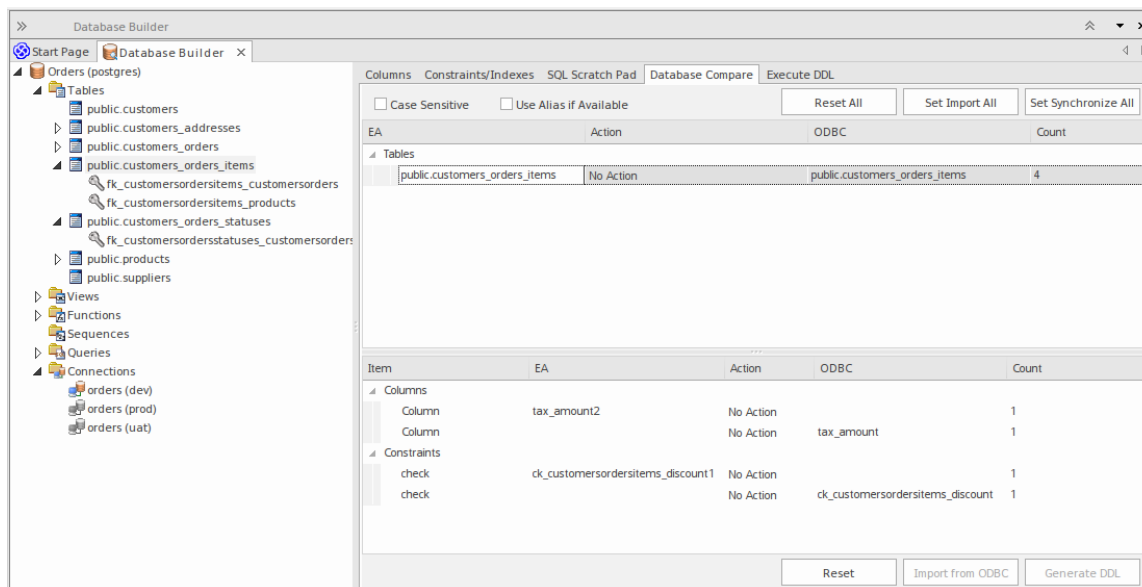 Database Builder
Start Page Database Builder X
Orders (postgres)
Tables
public.customers
public.customers_addresses
public.customers_orders
public.customers_orders_items
fk_customersordersitems_customersorders
fk_customersordersitems_products
public.customers_orders_statuses
fk_customersordersstatuses_customersorders
public.products
public.suppliers
Views
Functions
Sequences
Queries
Connections
orders (dev)
orders (prod)
orders (uat)
Columns Constraints/Indexes SQL Scratch Pad Database Compare Execute DDL
Case Sensitive Use Alias if Available Reset All Set Import All Set Synchronize All
EA Action ODBC Count
Tables
public.customers_orders_items No Action public.customers_orders_items 4
Item EA Action ODBC Count
Columns
Column tax_amount2 No Action 1
Column No Action tax_amount 1
Constraints
check ck_customersordersitems_discount1 No Action 1
check No Action ck_customersordersitems_discount 1
Reset Import from ODBC Generate DDL